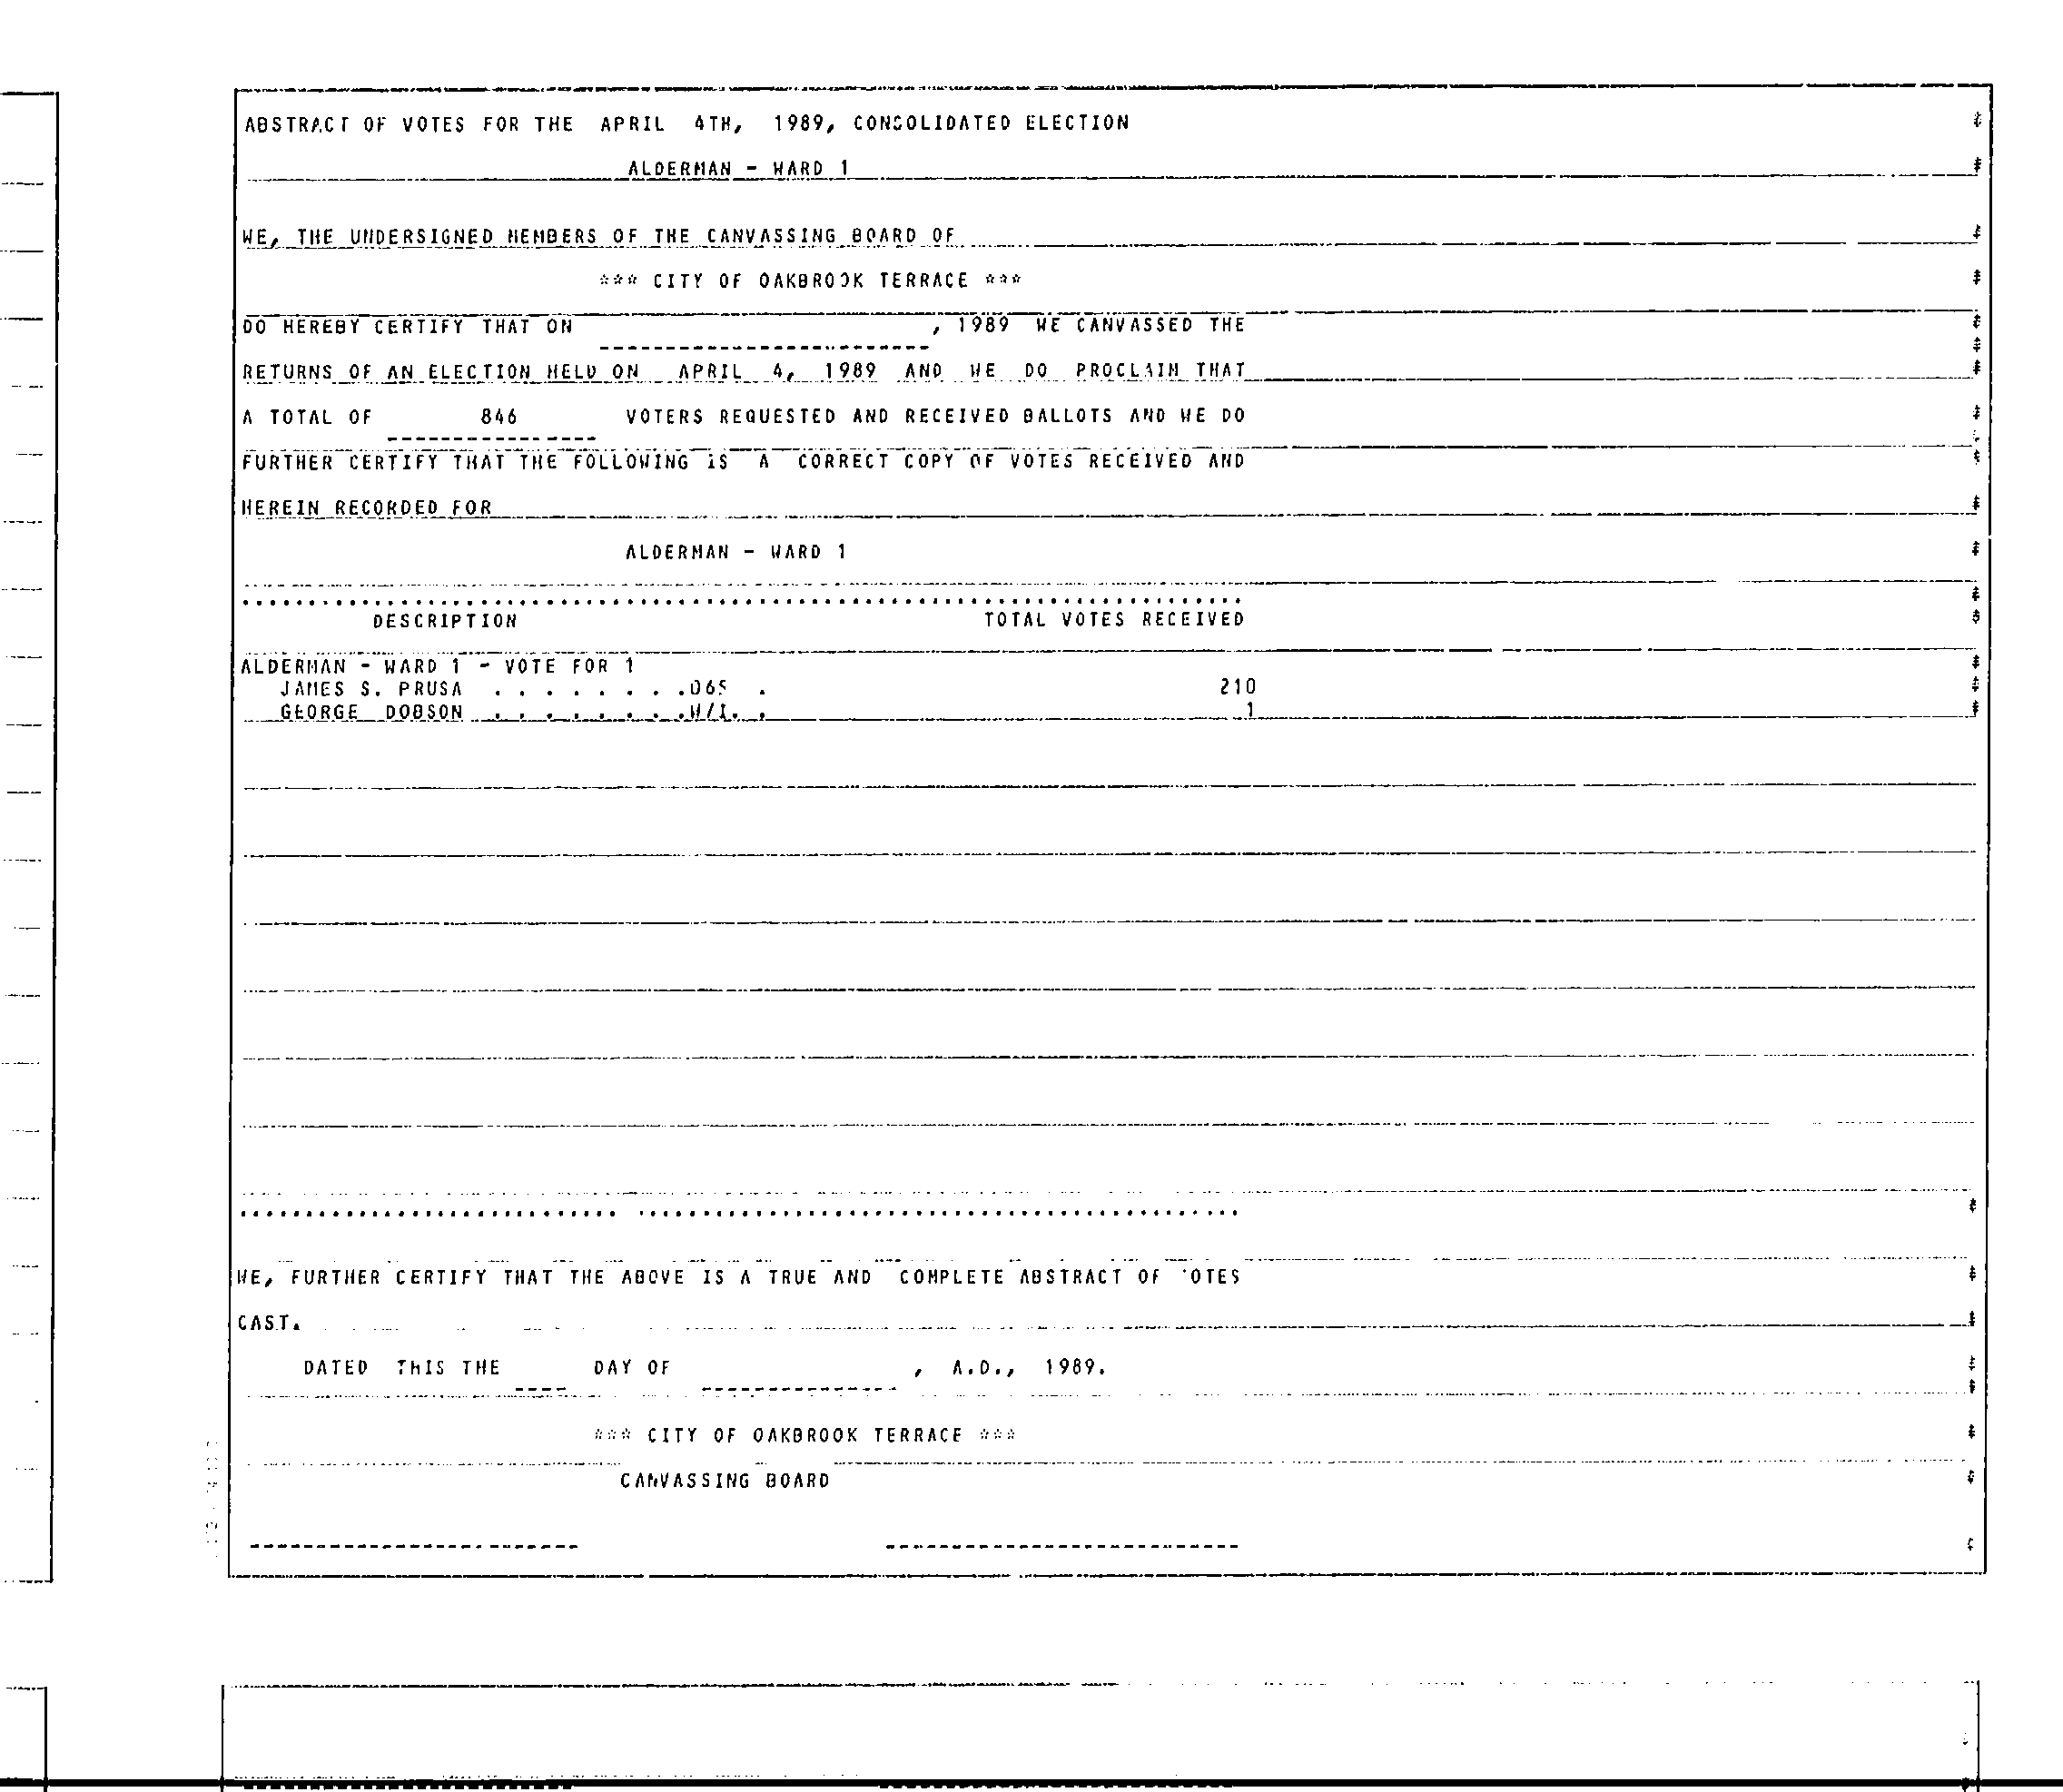 ABSTRACT OF VOTES FOR THE APRIL 4TH, 1989, CONSOLIDATED ELECTION
ALDERMAN - WARD 1
WE, THE UNDERSIGNED MEMBERS OF THE CANVASSING BOARD OF
*** CITY OF OAKBROOK TERRACE ***
DO HEREBY CERTIFY THAT ON , 1989 WE CANVASSED THE
RETURNS OF AN ELECTION HELD ON APRIL 4, 1989 AND WE DO PROCLAIM THAT
A TOTAL OF 846 VOTERS REQUESTED AND RECEIVED BALLOTS AND WE DO
FURTHER CERTIFY THAT THE FOLLOWING IS A CORRECT COPY OF VOTES RECEIVED AND
HEREIN RECORDED FOR
ALDERMAN - WARD 1
DESCRIPTION TOTAL VOTES RECEIVED
ALDERMAN - WARD 1 - VOTE FOR 1
JAMES S. PRUSA . . . . . . . .065 . 210
GEORGE DOBSON . . . . . . . .W/I. . 1
WE, FURTHER CERTIFY THAT THE ABOVE IS A TRUE AND COMPLETE ABSTRACT OF OTES
CAST.
DATED THIS THE DAY OF , A.D., 1989.
*** CITY OF OAKBROOK TERRACE ***
CANVASSING BOARD